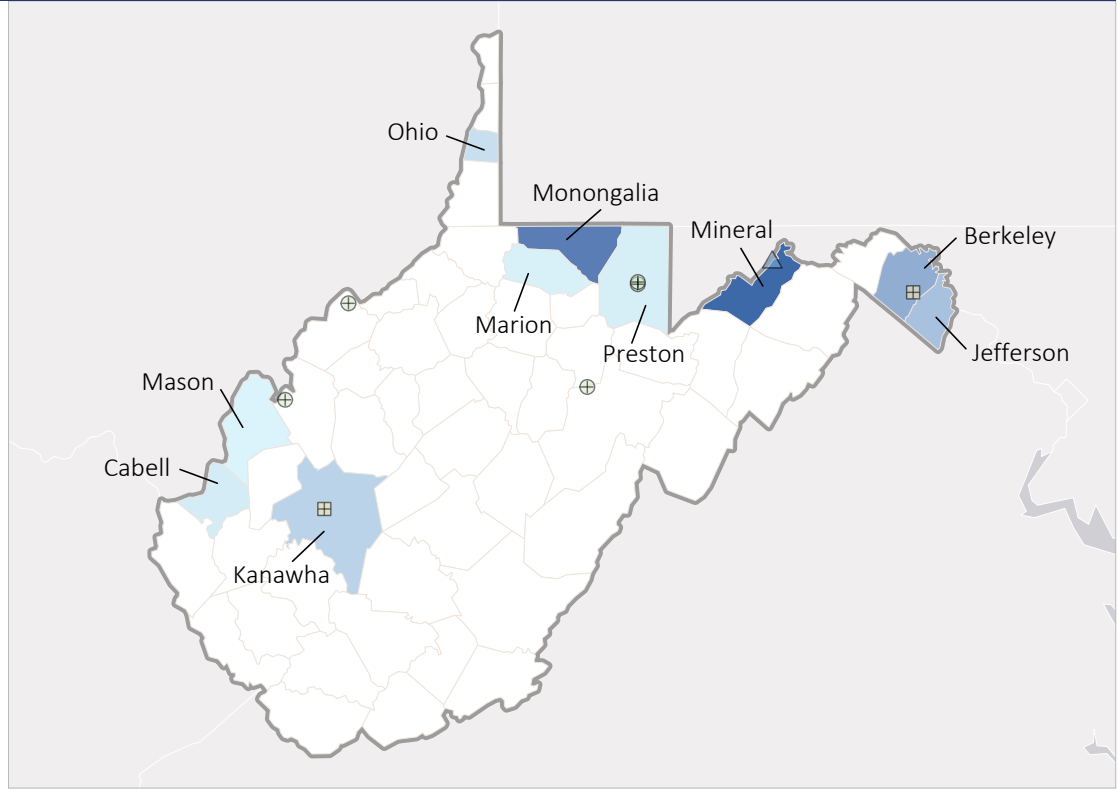 Ohio
Monongalia
Mineral
Berkeley
Marion
Preston
Jefferson
Mason
Cabell
Kanawha